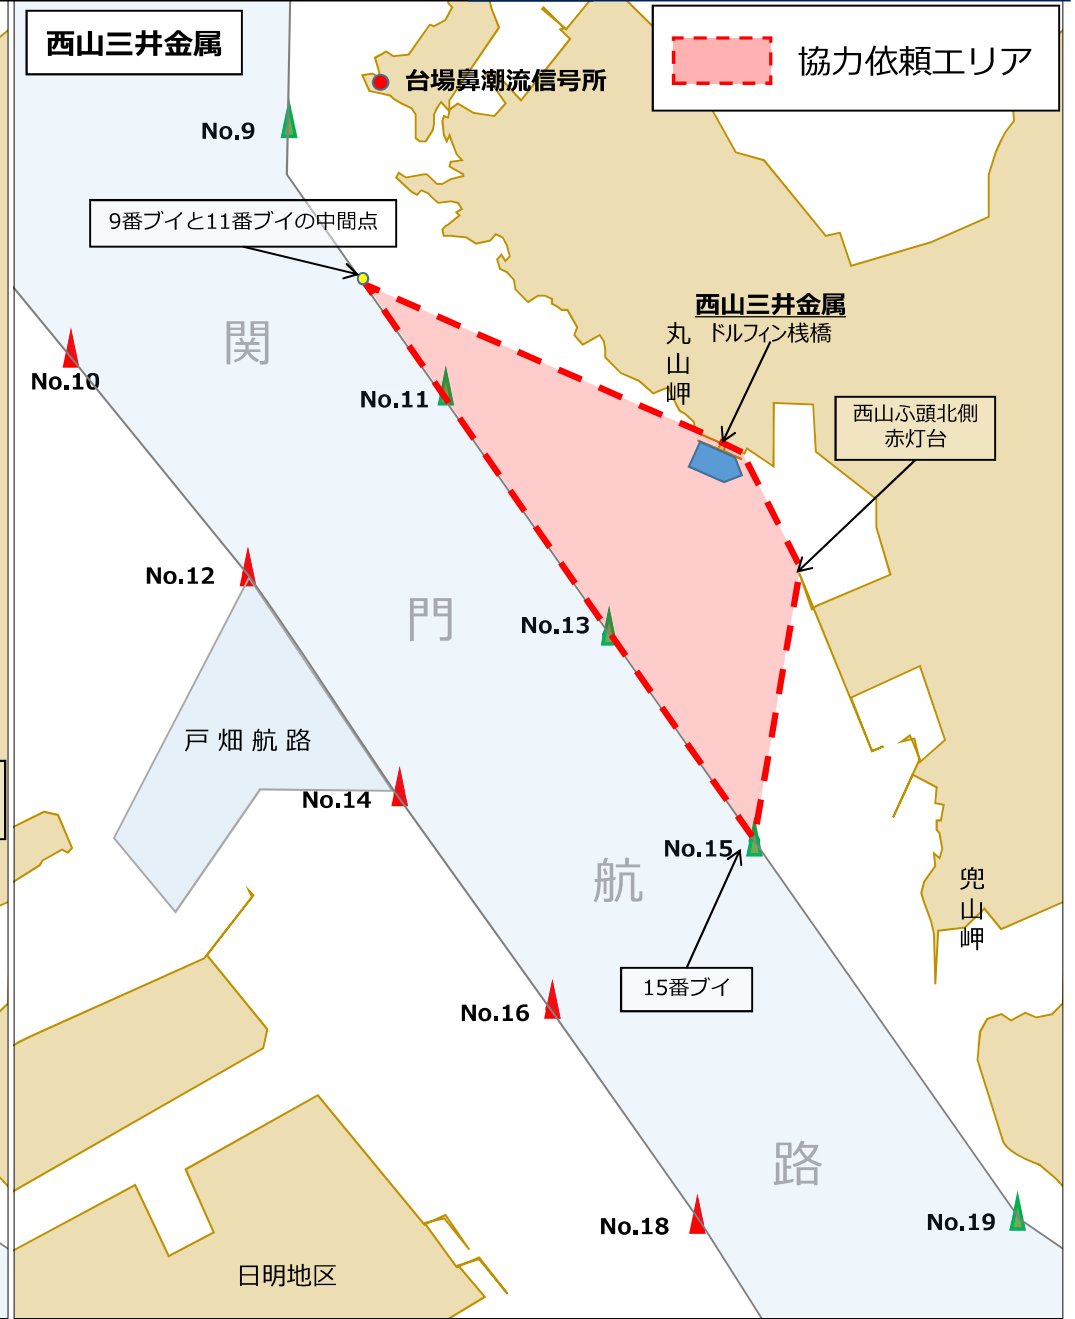 西山三井金属
協力依頼エリア
台場鼻潮流信号所
No.9
9番ブイと11番ブイの中間点
関
西山三井金属
ドルフィン桟橋
丸
山
岬
No.10
No.11
西山ふ頭北側
赤灯台
No.12
門
No.13
戸畑航路
No.14
No.15
航
兜
山
岬
15番ブイ
No.16
路
No.18
No.19
日明地区